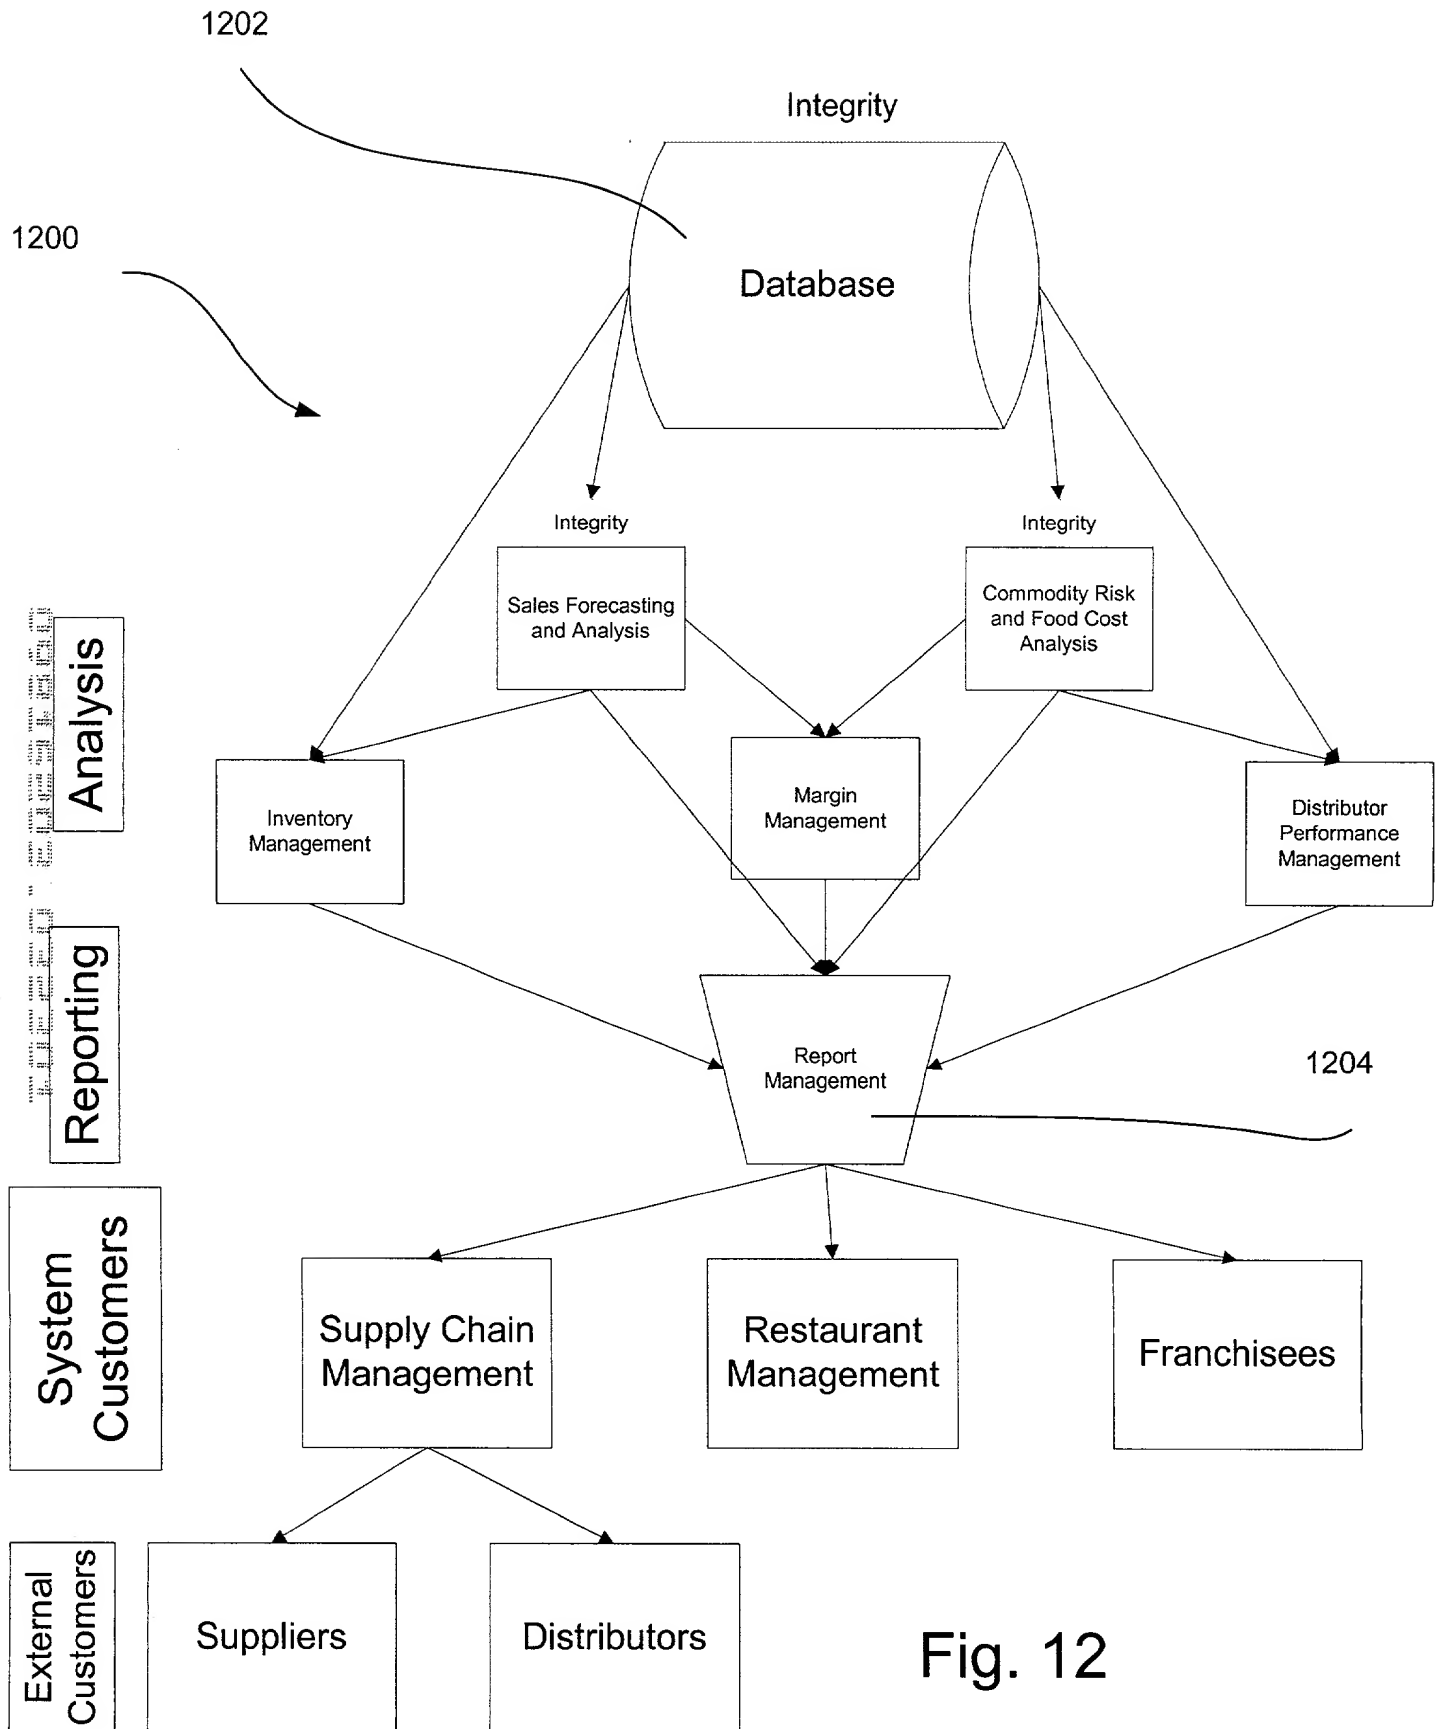 1202
Integrity
1200
Database
Integrity
Integrity
Sales Forecasting
and Analysis
Commodity Risk
and Food Cost
Analysis
Analysis
Inventory
Management
Margin
Management
Distributor
Performance
Management
Reporting
Report
Management
1204
System
Customers
Supply Chain
Management
Restaurant
Management
Franchisees
External
Customers
Suppliers
Distributors
Fig. 12